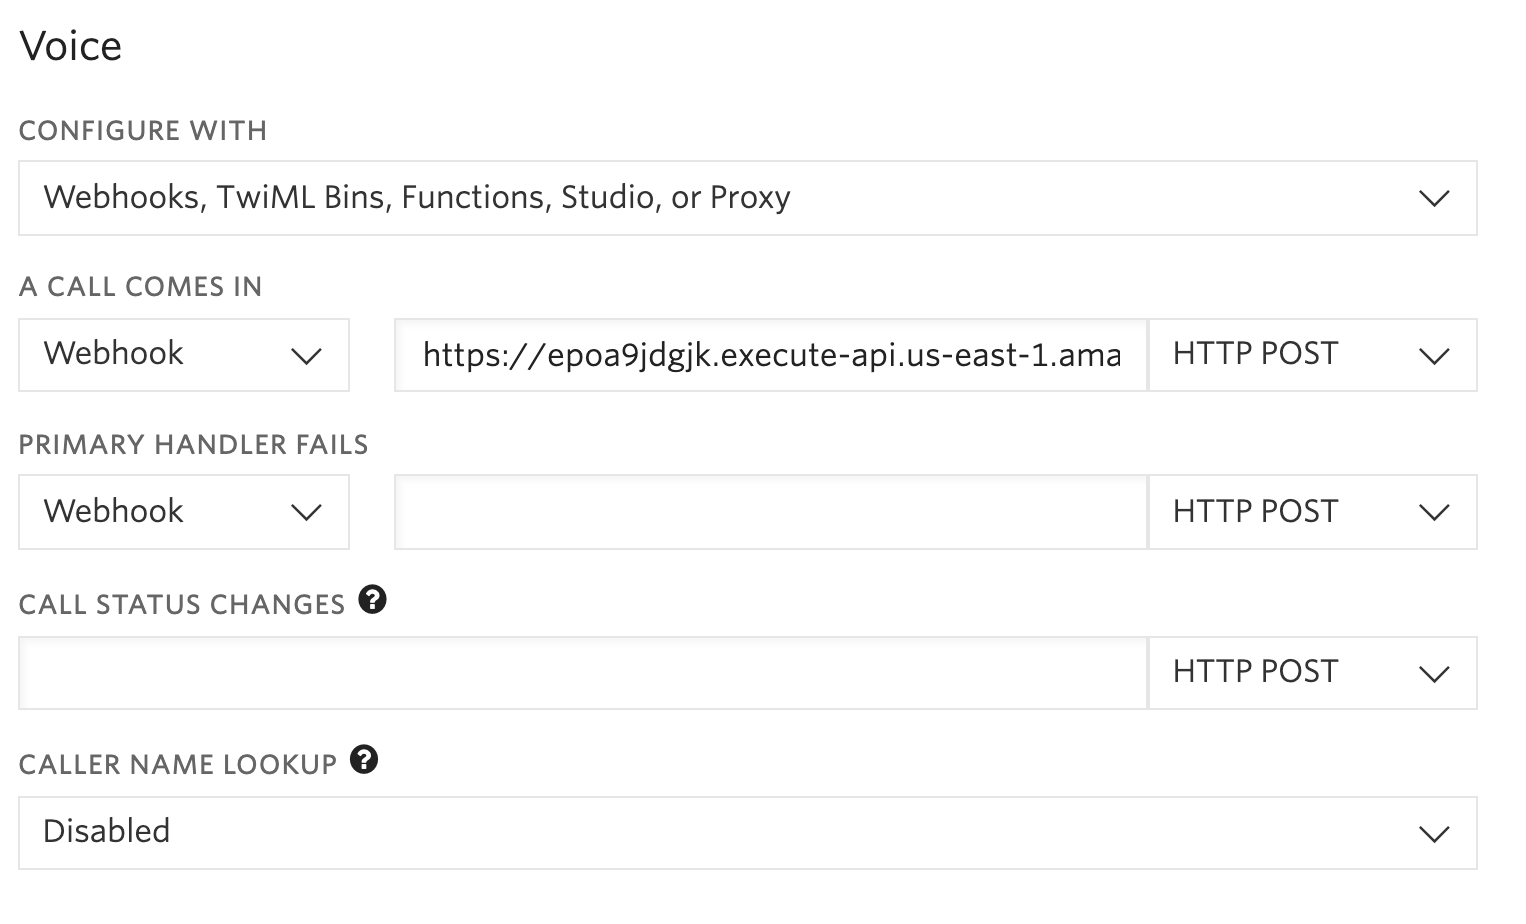 Voice
CONFIGURE WITH
Webhooks, TwiML Bins, Functions, Studio, or Proxy
A CALL COMES IN
Webhook https://epoa9jdgjk.execute-api.us-east-1.ama HTTP POST
PRIMARY HANDLER FAILS
Webhook HTTP POST
CALL STATUS CHANGES ?
HTTP POST
CALLER NAME LOOKUP ?
Disabled